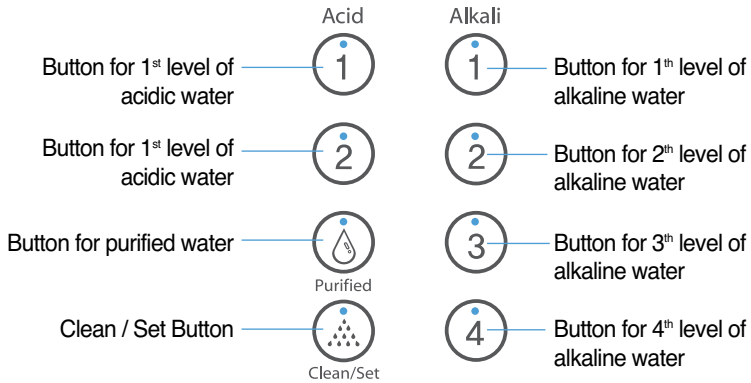 Acid Alkali
Button for 1st level of
acidic water
1
1
Button for 1th level of
alkaline water
Button for 1st level of
acidic water
2
2
Button for 2th level of
alkaline water
Button for purified water
Purified
3
Button for 3th level of
alkaline water
Clean / Set Button
Clean/Set
4
Button for 4th level of
alkaline water